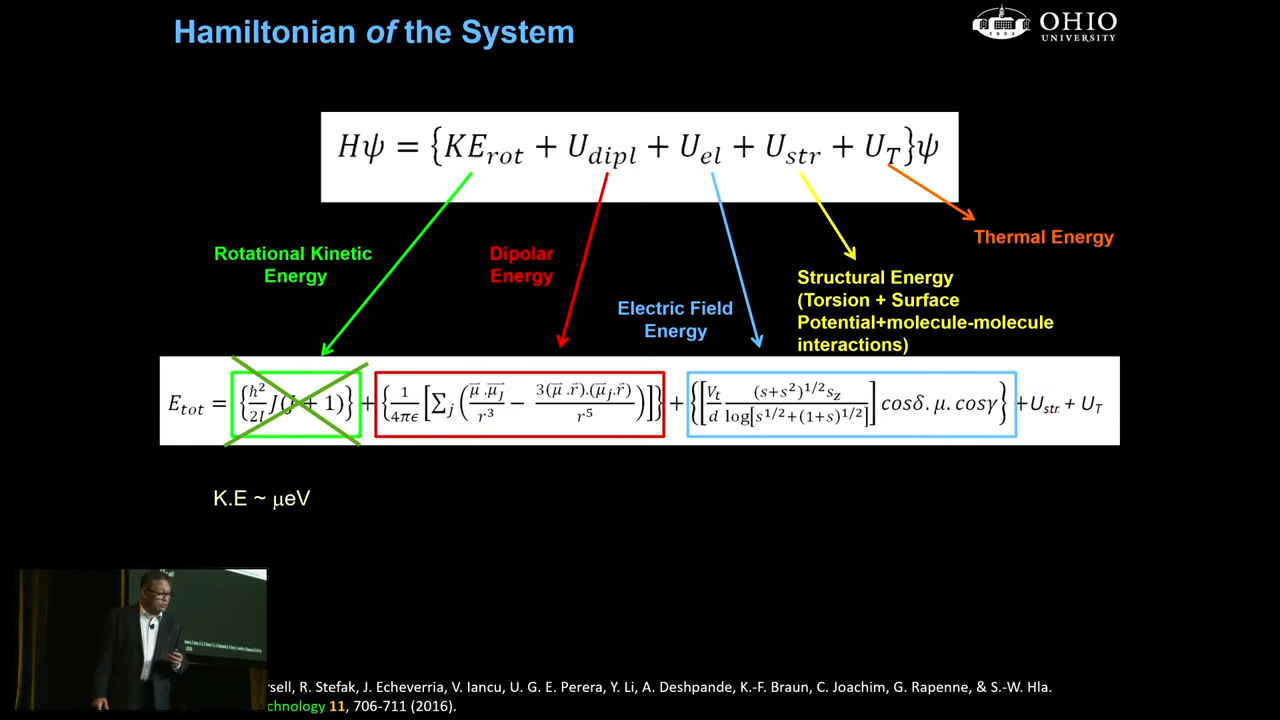 Hamiltonian of the System
OHIO
UNIVERSITY
1804
Hψ = {KE_rot + U_dipl + U_el + U_str + U_T}ψ
Thermal Energy
Rotational Kinetic
Energy
Dipolar
Energy
Structural Energy
(Torsion + Surface
Potential+molecule-molecule
interactions)
Electric Field
Energy
E_tot = {ħ²/2I J(J + 1)} + {1/4πϵ [∑_j (μ⃗ .μ⃗_J/r³ − 3(μ⃗ .r⃗).(μ⃗_j.r⃗)/r⁵)]} + {[V_t/d (s+s²)^1/2 s_z/log[s^1/2+(1+s)^1/2]] cosδ. μ. cosγ} +U_str + U_T
K.E ~ μeV
rsell, R. Stefak, J. Echeverria, V. Iancu, U. G. E. Perera, Y. Li, A. Deshpande, K.-F. Braun, C. Joachim, G. Rapenne, & S.-W. Hla.
echnology 11, 706-711 (2016).